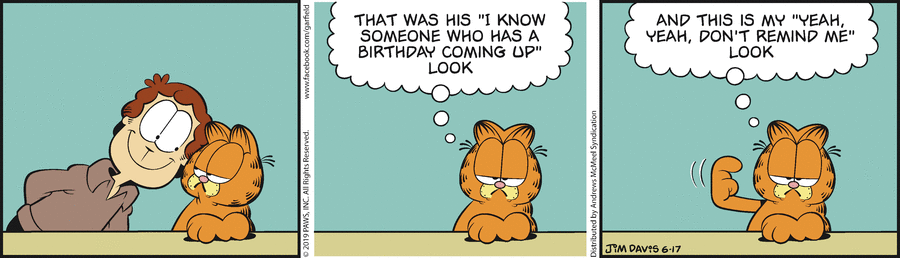 © 2019 PAWS, INC. All Rights Reserved.
www.facebook.com/garfield
THAT WAS HIS "I KNOW
SOMEONE WHO HAS A
BIRTHDAY COMING UP"
LOOK
Distributed by Andrews McMeel Syndication
AND THIS IS MY "YEAH,
YEAH, DON'T REMIND ME"
LOOK
JIM DAVIS 6-17